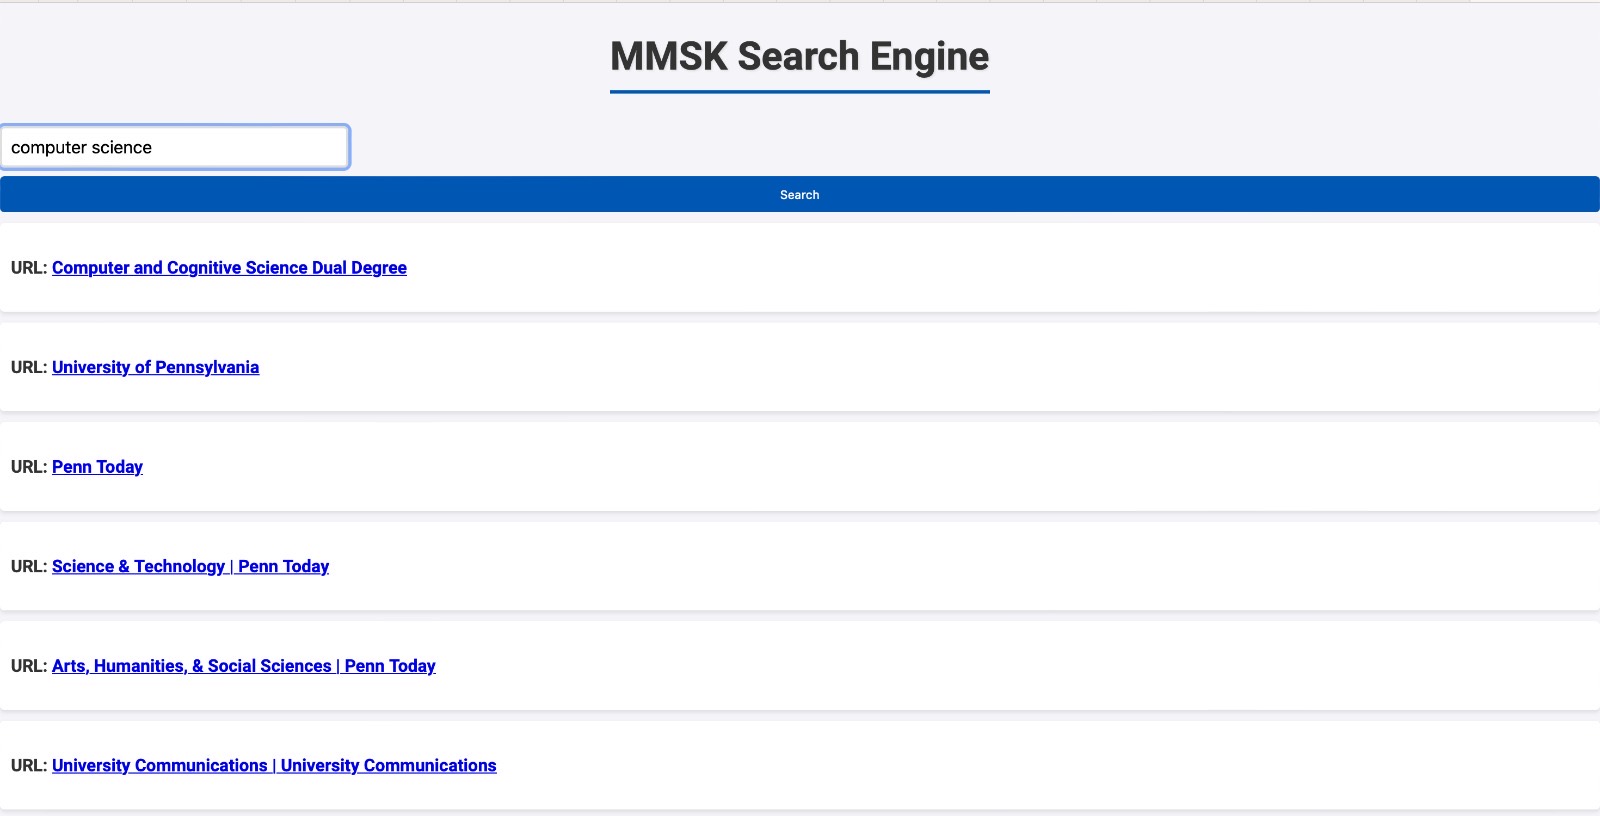 MMSK Search Engine
computer science
Search
URL: Computer and Cognitive Science Dual Degree
URL: University of Pennsylvania
URL: Penn Today
URL: Science & Technology | Penn Today
URL: Arts, Humanities, & Social Sciences | Penn Today
URL: University Communications | University Communications